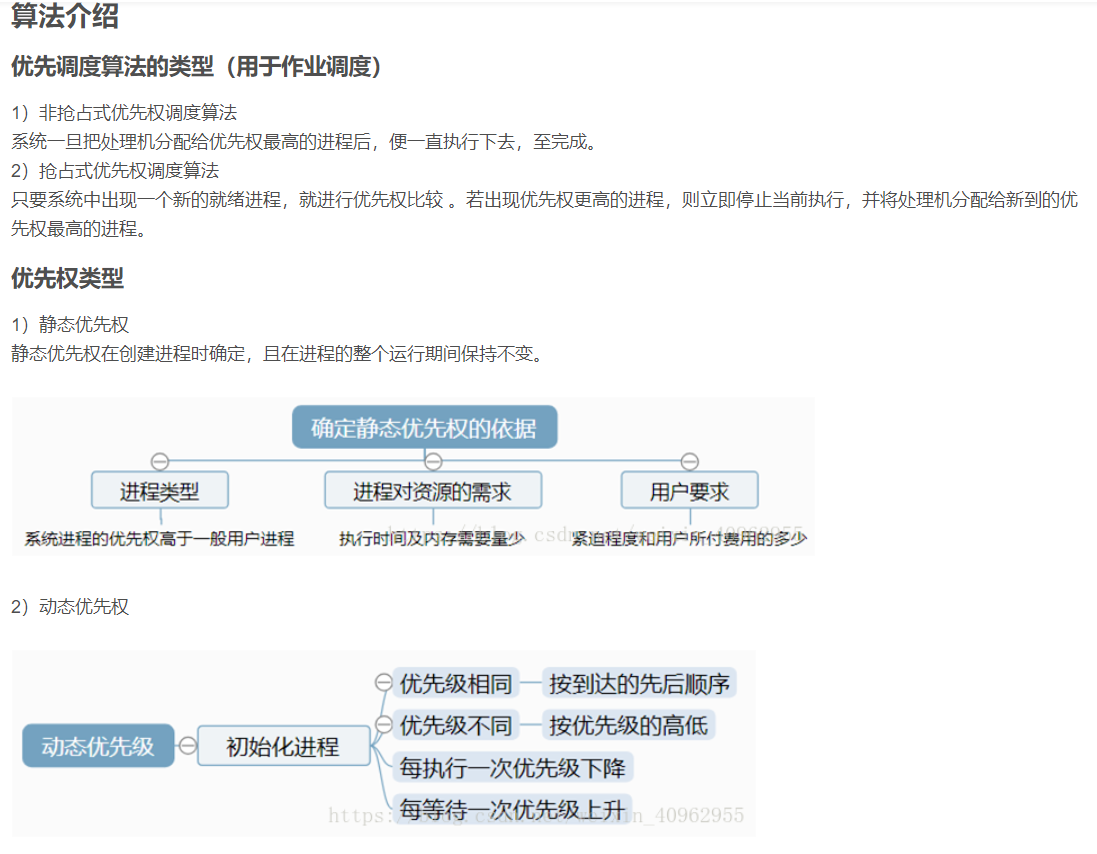 算法介绍
优先调度算法的类型（用于作业调度）
1）非抢占式优先权调度算法
系统一旦把处理机分配给优先权最高的进程后，便一直执行下去，至完成。
2）抢占式优先权调度算法
只要系统中出现一个新的就绪进程，就进行优先权比较 。若出现优先权更高的进程，则立即停止当前执行，并将处理机分配给新到的优
先权最高的进程。
优先权类型
1）静态优先权
静态优先权在创建进程时确定，且在进程的整个运行期间保持不变。
确定静态优先权的依据
进程类型 进程对资源的需求 用户要求
系统进程的优先权高于一般用户进程 执行时间及内存需要量少 紧迫程度和用户所付费用的多少
2）动态优先权
优先级相同 按到达的先后顺序
优先级不同 按优先级的高低
动态优先级 初始化进程
每执行一次优先级下降
每等待一次优先级上升